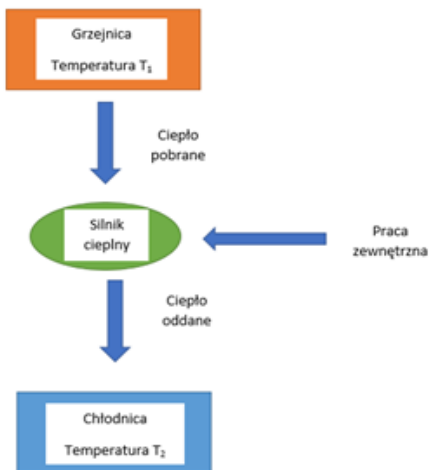 Grzejnica
Temperatura T₁
Ciepło
pobrane
Silnik
cieplny
Praca
zewnętrzna
Ciepło
oddane
Chłodnica
Temperatura T₂